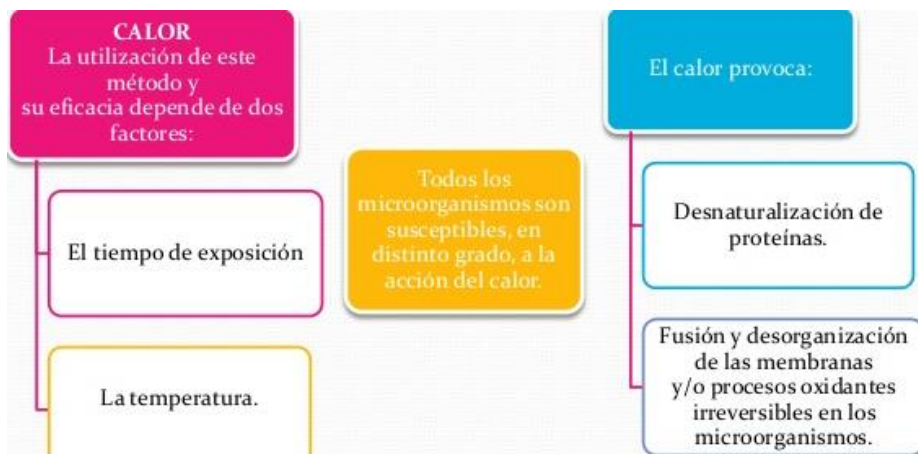 CALOR
La utilización de este
método y
su eficacia depende de dos
factores:
El tiempo de exposición
La temperatura.
Todos los
microorganismos son
susceptibles, en
distinto grado, a la
acción del calor.
El calor provoca:
Desnaturalización de
proteínas.
Fusión y desorganización
de las membranas
y/o procesos oxidantes
irreversibles en los
microorganismos.